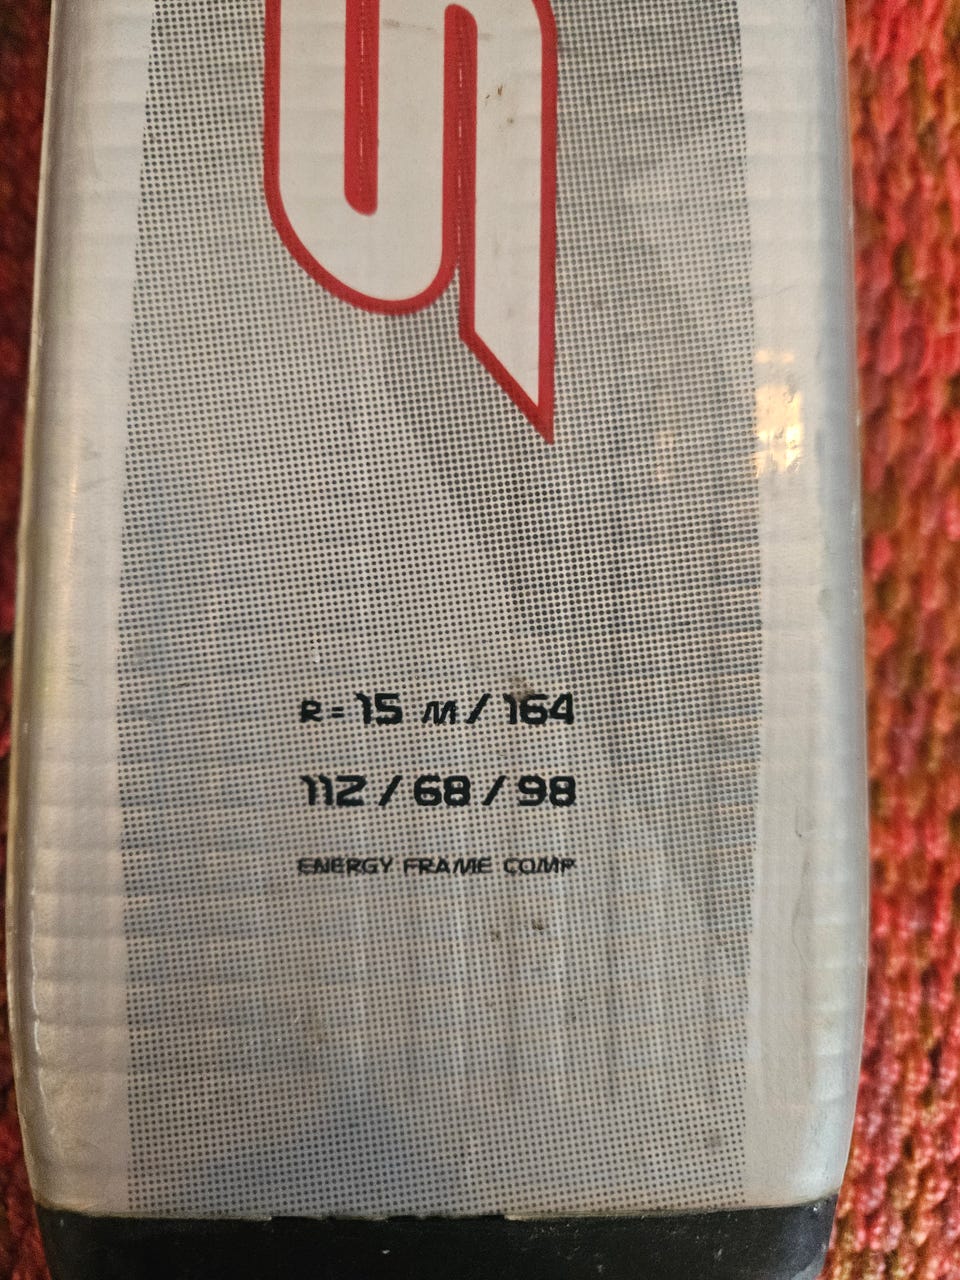 R = 15 M / 164
112 / 68 / 98
ENERGY FRAME COMP